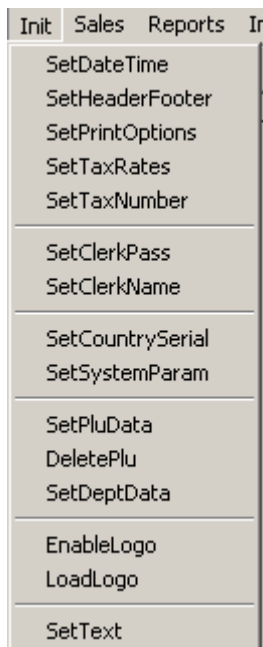 Init Sales Reports
SetDateTime
SetHeaderFooter
SetPrintOptions
SetTaxRates
SetTaxNumber
SetClerkPass
SetClerkName
SetCountrySerial
SetSystemParam
SetPluData
DeletePlu
SetDeptData
EnableLogo
LoadLogo
SetText